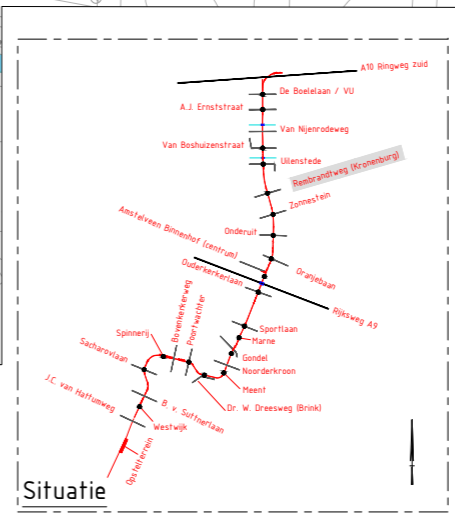 A10 Ringweg zuid
De Boelelaan / VU
A.J. Ernststraat
Van Nijenrodeweg
Van Boshuizenstraat
Uilenstede
Rembrandtweg (Kronenburg)
Zonnestein
Onderuit
Amstelveen Binnenhof (centrum)
Oranjebaan
Ouderkerkerlaan
Rijksweg A9
Sportlaan
Marne
Gondel
Noorderkroon
Meent
Dr. W. Dreesweg (Brink)
Poortwachter
Bovenkerkerweg
Spinnerij
Sacharovlaan
B. v. Suttnerlaan
J.C. van Hattumweg
Westwijk
Opstelterrein
Situatie